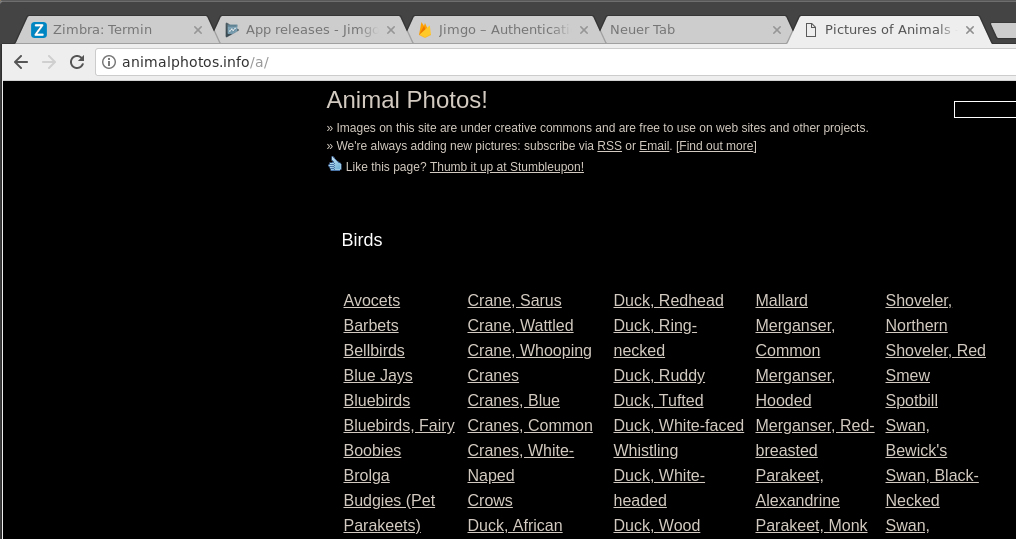 Zimbra: Termin
App releases - Jimgo
Jimgo – Authenticati
Neuer Tab
Pictures of Animals
animalphotos.info/a/
Animal Photos!
» Images on this site are under creative commons and are free to use on web sites and other projects.
» We're always adding new pictures: subscribe via RSS or Email. [Find out more]
Like this page? Thumb it up at Stumbleupon!
Birds
Avocets
Barbets
Bellbirds
Blue Jays
Bluebirds
Bluebirds, Fairy
Boobies
Brolga
Budgies (Pet
Parakeets)
Crane, Sarus
Crane, Wattled
Crane, Whooping
Cranes
Cranes, Blue
Cranes, Common
Cranes, White-
Naped
Crows
Duck, African
Duck, Redhead
Duck, Ring-
necked
Duck, Ruddy
Duck, Tufted
Duck, White-faced
Whistling
Duck, White-
headed
Duck, Wood
Mallard
Merganser,
Common
Merganser,
Hooded
Merganser, Red-
breasted
Parakeet,
Alexandrine
Parakeet, Monk
Shoveler,
Northern
Shoveler, Red
Smew
Spotbill
Swan,
Bewick's
Swan, Black-
Necked
Swan,